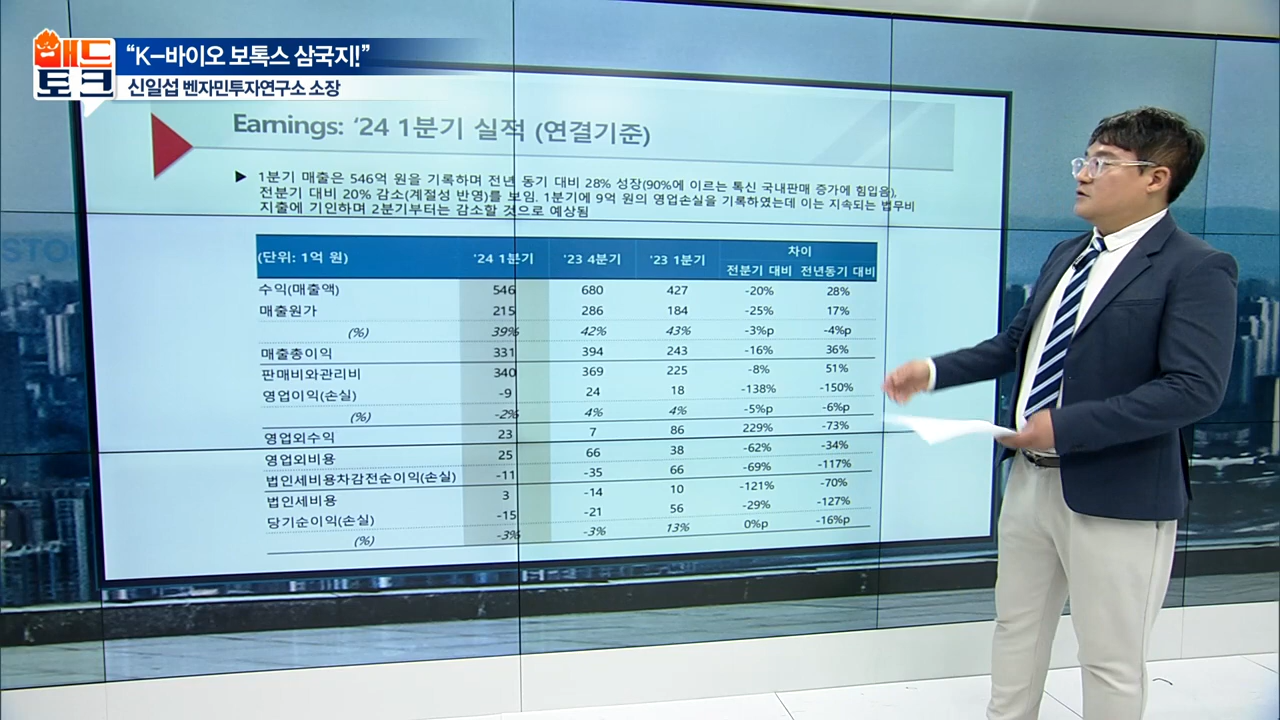 매드
토크
“K-바이오 보톡스 삼국지!”
신일섭 벤자민투자연구소 소장
STO
Earnings: ‘24 1분기 실적 (연결기준)
▶ 1분기 매출은 546억 원을 기록하며 전년 동기 대비 28% 성장(90%에 이르는 톡신 국내판매 증가에 힘입음),
전분기 대비 20% 감소(계절성 반영)를 보임. 1분기에 9억 원의 영업손실을 기록하였는데 이는 지속되는 법무비
지출에 기인하며 2분기부터는 감소할 것으로 예상됨
(단위: 1억 원) ‘24 1분기 ‘23 4분기 ‘23 1분기 차이
전분기 대비 전년동기 대비
수익(매출액) 546 680 427 -20% 28%
매출원가 215 286 184 -25% 17%
(%) 39% 42% 43% -3%p -4%p
매출총이익 331 394 243 -16% 36%
판매비와관리비 340 369 225 -8% 51%
영업이익(손실) -9 24 18 -138% -150%
(%) -2% 4% 4% -5%p -6%p
영업외수익 23 7 86 229% -73%
영업외비용 25 66 38 -62% -34%
법인세비용차감전순이익(손실) -11 -35 66 -69% -117%
법인세비용 3 -14 10 -121% -70%
당기순이익(손실) -15 -21 56 -29% -127%
(%) -3% -3% 13% 0%p -16%p